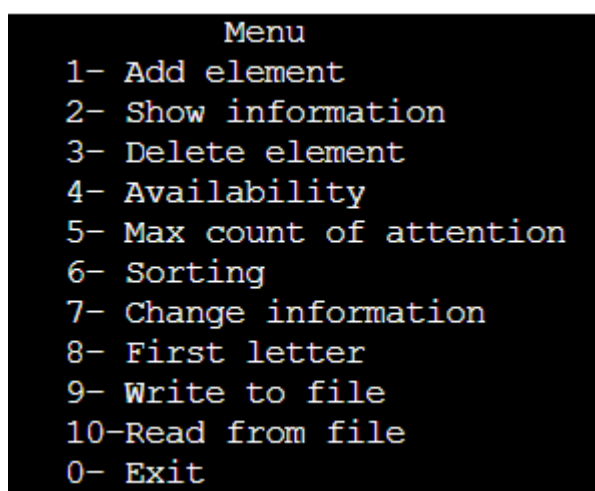 Menu
1- Add element
2- Show information
3- Delete element
4- Availability
5- Max count of attention
6- Sorting
7- Change information
8- First letter
9- Write to file
10-Read from file
0- Exit